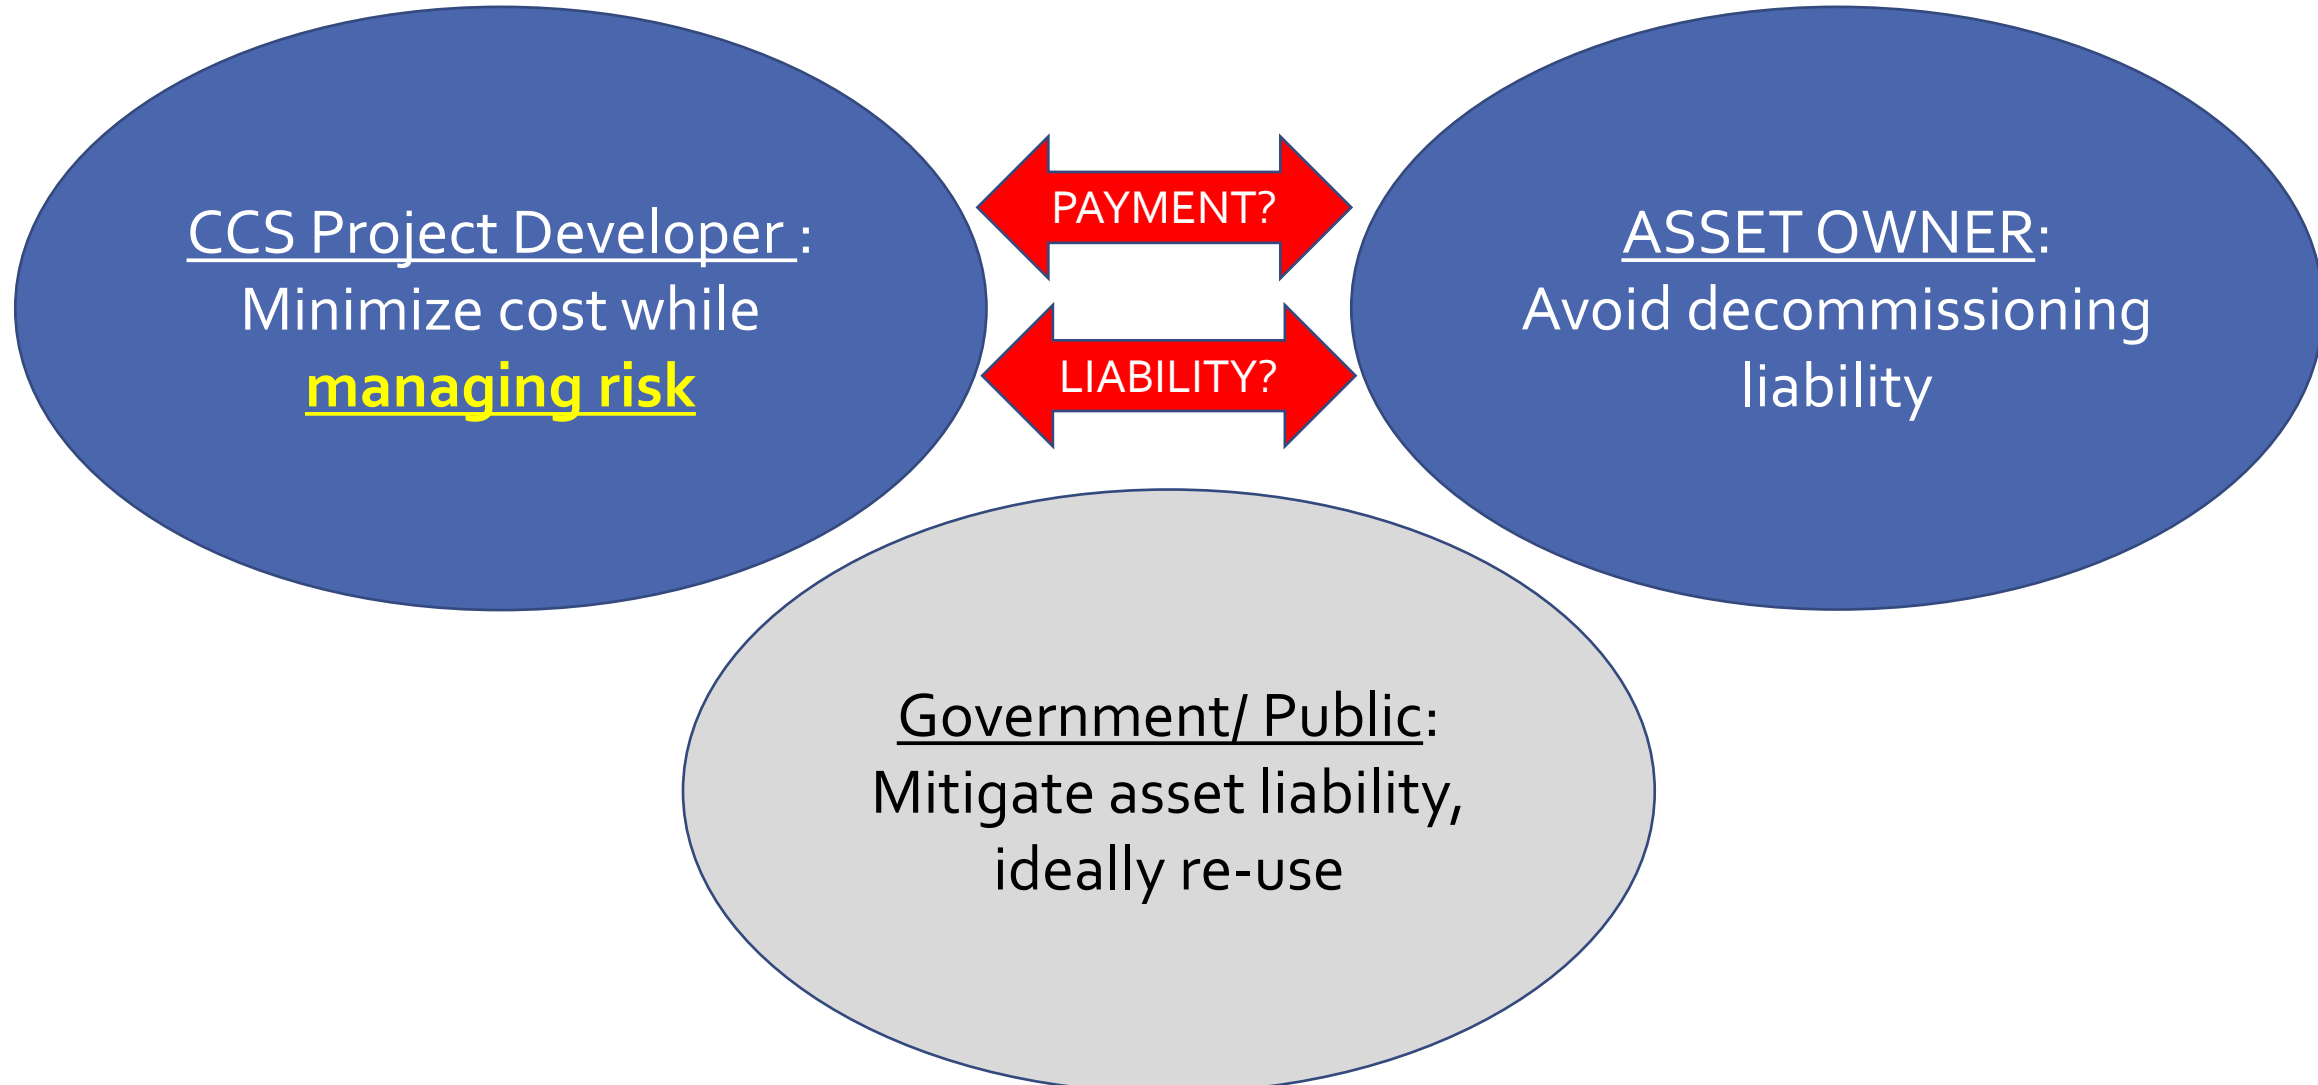 CCS Project Developer :
Minimize cost while
managing risk
PAYMENT?
LIABILITY?
ASSET OWNER:
Avoid decommissioning
liability
Government/ Public:
Mitigate asset liability,
ideally re-use